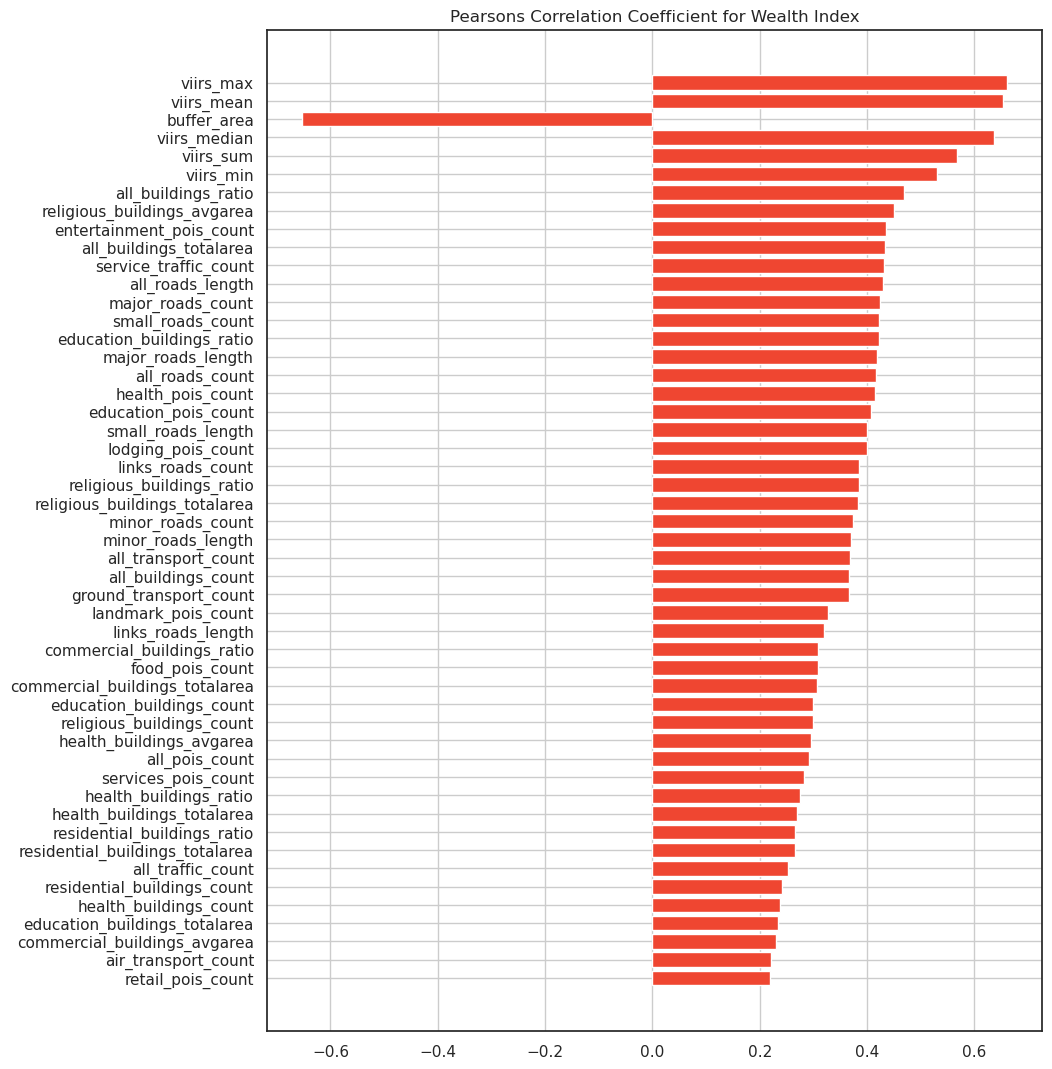 Pearsons Correlation Coefficient for Wealth Index
viirs_max
viirs_mean
buffer_area
viirs_median
viirs_sum
viirs_min
all_buildings_ratio
religious_buildings_avgarea
entertainment_pois_count
all_buildings_totalarea
service_traffic_count
all_roads_length
major_roads_count
small_roads_count
education_buildings_ratio
major_roads_length
all_roads_count
health_pois_count
education_pois_count
small_roads_length
lodging_pois_count
links_roads_count
religious_buildings_ratio
religious_buildings_totalarea
minor_roads_count
minor_roads_length
all_transport_count
all_buildings_count
ground_transport_count
landmark_pois_count
links_roads_length
commercial_buildings_ratio
food_pois_count
commercial_buildings_totalarea
education_buildings_count
religious_buildings_count
health_buildings_avgarea
all_pois_count
services_pois_count
health_buildings_ratio
health_buildings_totalarea
residential_buildings_ratio
residential_buildings_totalarea
all_traffic_count
residential_buildings_count
health_buildings_count
education_buildings_totalarea
commercial_buildings_avgarea
air_transport_count
retail_pois_count
−0.6 −0.4 −0.2 0.0 0.2 0.4 0.6